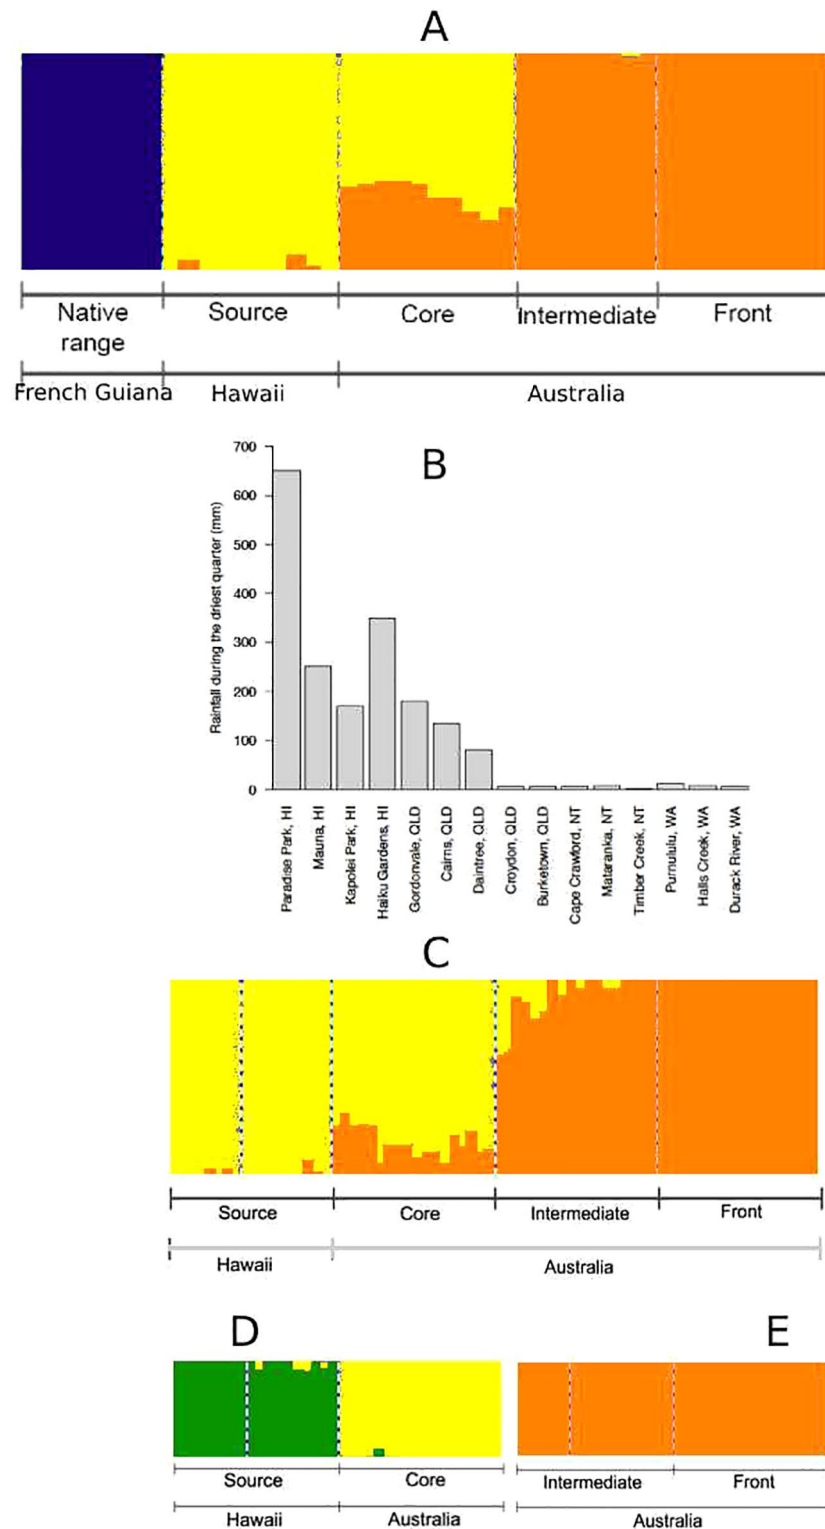 A
Native range
Source
Core
Intermediate
Front
French Guiana
Hawaii
Australia
B
Rainfall during the driest quarter (mm)
700
600
500
400
300
200
100
0
Paradise Park, HI
Mauna, HI
Kapolei Park, HI
Haiku Gardens, HI
Gordonvale, QLD
Cairns, QLD
Daintree, QLD
Croydon, QLD
Burketown, QLD
Cape Crawford, NT
Mataranka, NT
Timber Creek, NT
Purnululu, WA
Halls Creek, WA
Durack River, WA
C
Source
Core
Intermediate
Front
Hawaii
Australia
D
Source
Core
Hawaii
Australia
E
Intermediate
Front
Australia